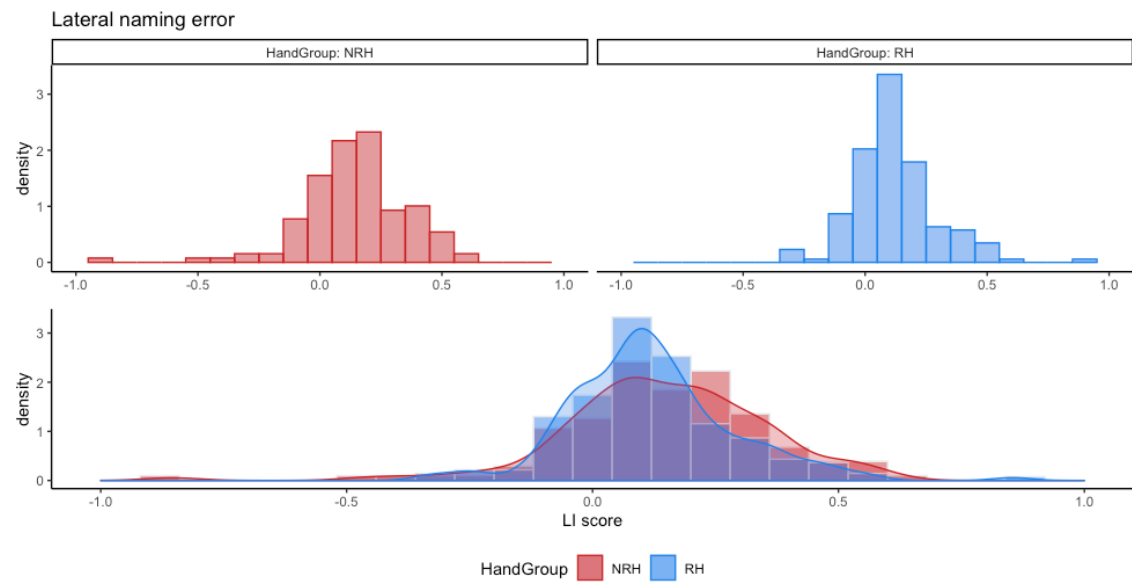 Lateral naming error
HandGroup: NRH
HandGroup: RH
density
3
2
1
0
-1.0 -0.5 0.0 0.5 1.0
-1.0 -0.5 0.0 0.5 1.0
density
3
2
1
0
-1.0 -0.5 0.0 0.5 1.0
LI score
HandGroup NRH RH